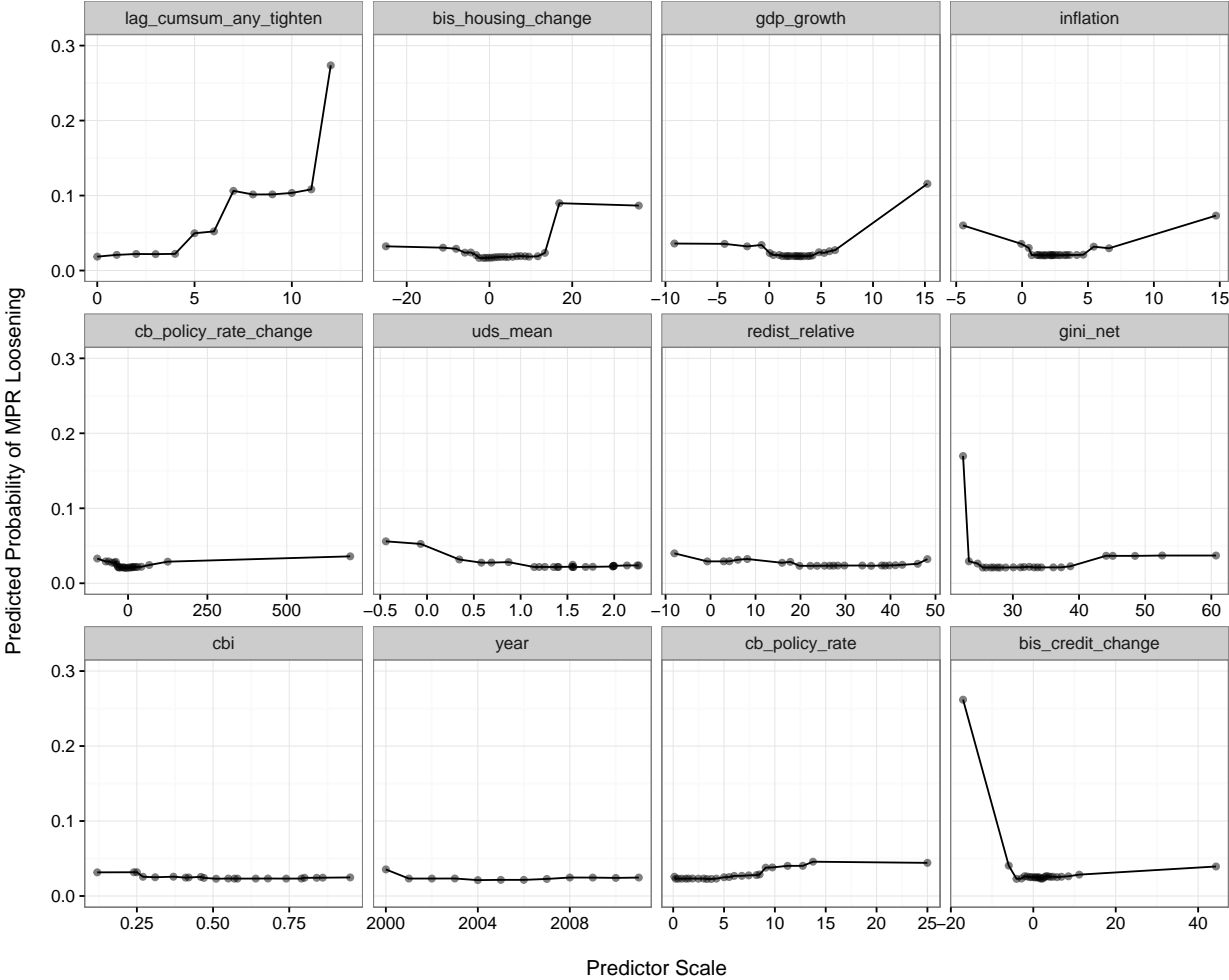 lag_cumsum_any_tighten bis_housing_change gdp_growth inflation
0.3
0.2
0.1
0.0
0 5 10 −20 0 20 −10 −5 0 5 10 15 −5 0 5 10 15
cb_policy_rate_change uds_mean redist_relative gini_net
0.3
0.2
0.1
0.0
0 250 500 −0.5 0.0 0.5 1.0 1.5 2.0 −10 0 10 20 30 40 50 30 40 50 60
cbi year cb_policy_rate bis_credit_change
0.3
0.2
0.1
0.0
0.25 0.50 0.75 2000 2004 2008 0 5 10 15 20 25 −20 0 20 40
Predicted Probability of MPR Loosening
Predictor Scale